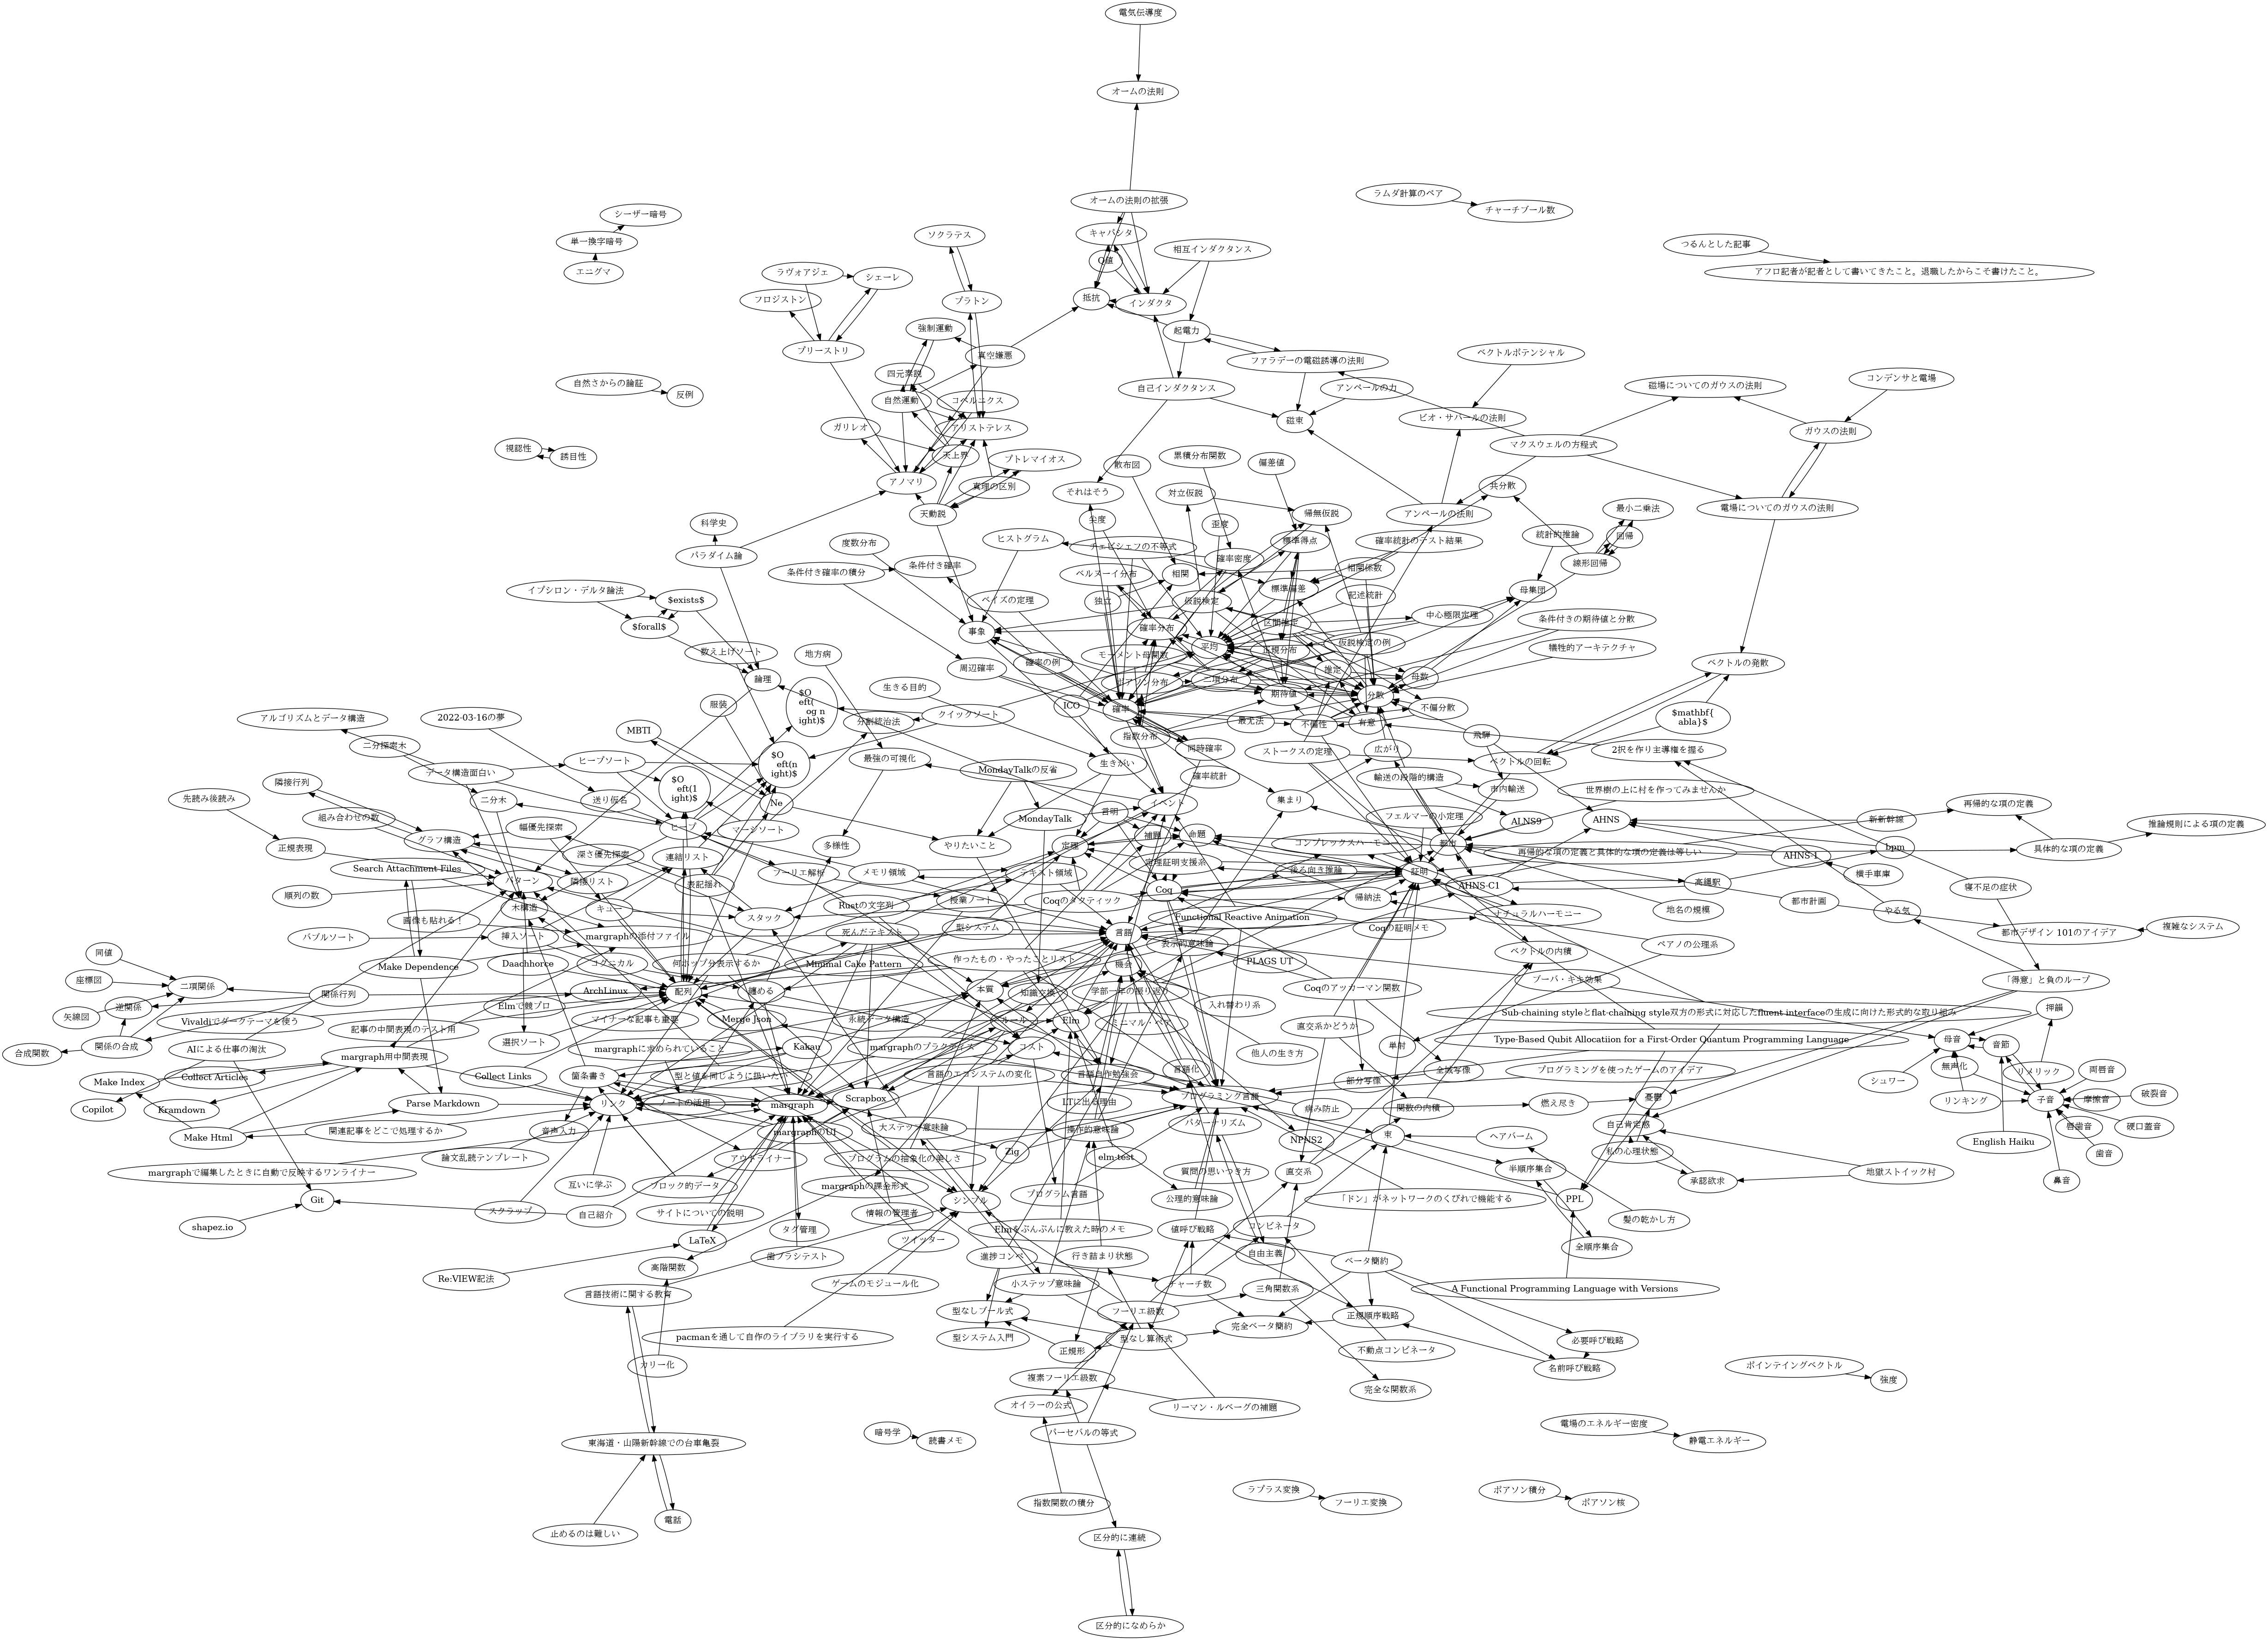 電気伝導度
オームの法則
オームの法則の拡張
ラムダ計算のペア
チャーチブール数
シーザー暗号
単一換字暗号
エニグマ
ソクラテス
キャパシタ
Q値
相互インダクタンス
つるんとした記事
アフロ記者が記者として書いてきたこと。退職したからこそ書けたこと。
ラヴォアジェ
シェーレ
フロジストン
プラトン
抵抗
インダクタ
強制運動
起電力
プリーストリ
真空嫌悪
ファラデーの電磁誘導の法則
ベクトルポテンシャル
四元素説
自然さからの論証
反例
自然運動
コペルニクス
自己インダクタンス
アンペールの力
磁場についてのガウスの法則
コンデンサと電場
ガリレオ
アリストテレス
磁束
ビオ・サバールの法則
ガウスの法則
視認性
誘目性
天上界
プトレマイオス
マクスウェルの方程式
アノマリ
真理の区別
散布図
累積分布関数
偏差値
天動説
それはそう
対立仮説
共分散
電場についてのガウスの法則
科学史
尖度
歪度
帰無仮説
アンペールの法則
最小二乗法
パラダイム論
度数分布
ヒストグラム
チェビシェフの不等式
確率密度
標準得点
確率統計のテスト結果
統計的推論
回帰
線形回帰
条件付き確率の積分
条件付き確率
ベルヌーイ分布
相関
相関係数
標準偏差
母集団
イプシロン・デルタ論法
$exists$
$forall$
ベイズの定理
独立
仮説検定
記述統計
中心極限定理
条件付きの期待値と分散
事象
確率分布
区間推定
数え上げソート
平均
仮説検定の例
犠牲的アーキテクチャ
地方病
論理
確率の例
周辺確率
モーメント母関数
正規分布
推定
ベクトルの発散
生きる目的
ポアソン分布
二項分布
期待値
分散
母数
服装
$O
eft(
og n
ight)$
分割統治法
クイックソート
ICO
確率
最尤法
不偏性
有意
不偏分散
$\mathbf{
abla}$
アルゴリズムとデータ構造
2022-03-16の夢
MBTI
指数分布
飛騨
二分探索木
同時確率
ストークスの定理
広がり
2択を作り主導権を握る
データ構造面白い
ヒープソート
$O
eft(n
ight)$
最強の可視化
生きがい
MondayTalkの反省
確率統計
ベクトルの回転
輸送の段階的構造
市内輸送
世界樹の上に村を作ってみませんか
隣接行列
先読み後読み
二分木
送り仮名
$O
eft(1
ight)$
Ne
イベント
集まり
組み合わせの数
グラフ構造
幅優先探索
ヒープ
マージソート
MondayTalk
言明
フェルマーの小定理
ALNS9
AHNS
新新幹線
再帰的な項の定義
正規表現
多様性
やりたいこと
定理
補題
命題
コンプレックスハーモニー
都市
再帰的な項の定義と具体的な項の定義は等しい
AHNS-1
bpm
具体的な項の定義
推論規則による項の定義
深さ優先探索
連結リスト
Search Attachment Files
パターン
隣接リスト
表記揺れ
フーリエ解析
メモリ領域
テキスト領域
定理証明支援系
後ろ向き推論
証明
AHNS-C1
高縄駅
横手車庫
寝不足の症状
順列の数
木構造
キュー
Rustの文字列
授業ノート
Coqのタクティック
Coq
帰納法
地名の規模
都市計画
やる気
画像も貼れる！
スタック
Functional Reactive Animation
ナチュラルハーモニー
バブルソート
挿入ソート
margraphの添付ファイル
死んだテキスト
型システム
言語
Coqの証明メモ
ペアノの公理系
都市デザイン 101のアイデア
複雑なシステム
同値
Make Dependence
Daachhorce
コグニカル
何ホップ分表示するか
Minimal Cake Pattern
作ったもの・やったことリスト
表示的意味論
機会
PLAGS UT
ベクトルの内積
座標図
二項関係
関係行列
ArchLinux
配列
纏める
本質
知識交換
学部一年の振り返り
Coqのアッカーマン関数
ブーバ・キキ効果
「得意」と負のループ
逆関係
Elmで競プロ
入れ替わり系
矢線図
Vivaldiでダークテーマを使う
マイナーな記事も重要
Merge Json
永続データ構造
Elm
ミニマル・ペア
直交系かどうか
Sub-chaining styleとflat-chaining style双方の形式に対応したfluent interfaceの生成に向けた形式的な取り組み
押韻
記事の中間表現のテスト用
母音
音節
関係の合成
合成関数
AIによる仕事の淘汰
margraphに求められていること
Kakau
margraphのプラクティス
コスト
他人の生き方
単射
Type-Based Qubit Allocatiion for a First-Order Quantum Programming Language
margraph用中間表現
無声化
Collect Articles
Collect Links
箇条書き
型と値を同じように扱いたい
言語のエコシステムの変化
言語自作勉強会
言語化
部分写像
全域写像
プログラミングを使ったゲームのアイデア
シュワー
リメリック
両唇音
Make Index
Kramdown
Parse Markdown
リンク
ノートの活用
margraph
Scrapbox
LTに出る理由
プログラミング言語
病み防止
関数の内積
燃え尽き
憂鬱
リンキング
子音
摩擦音
破裂音
Copilot
Make Html
関連記事をどこで処理するか
音声入力
margraphのUI
大ステップ意味論
操作的意味論
パターナリズム
NPNS2
束
ヘアバーム
自己肯定感
唇歯音
硬口蓋音
論文乱読テンプレート
アウトライナー
プログラムの抽象化の美しさ
Zig
elm-test
私の心理状態
English Haiku
歯音
margraphで編集したときに自動で反映するワンライナー
互いに学ぶ
ブロック的データ
margraphの課金形式
プログラム言語
質問の思いつき方
直交系
半順序集合
承認欲求
地獄ストイック村
鼻音
Git
スクラップ
自己紹介
サイトについての説明
情報の管理者
シンプル
公理的意味論
「ドン」がネットワークのくびれで機能する
PPL
shapez.io
タグ管理
Elmをぶんぶんに教えた時のメモ
値呼び戦略
コンビネータ
髪の乾かし方
LaTeX
ツイッター
自由主義
全順序集合
Re:VIEW記法
高階関数
歯ブラシテスト
進捗コンペ
行き詰まり状態
ベータ簡約
言語技術に関する教育
ゲームのモジュール化
小ステップ意味論
チャーチ数
三角関数系
A Functional Programming Language with Versions
型なしブール式
フーリエ級数
正規順序戦略
pacmanを通して自作のライブラリを実行する
型システム入門
型なし算術式
完全ベータ簡約
必要呼び戦略
カリー化
正規形
不動点コンビネータ
名前呼び戦略
ポインテイングベクトル
強度
複素フーリエ級数
完全な関数系
オイラーの公式
リーマン・ルベーグの補題
東海道・山陽新幹線での台車亀裂
暗号学
読書メモ
パーセバルの等式
電場のエネルギー密度
静電エネルギー
止めるのは難しい
電話
指数関数の積分
ラプラス変換
フーリエ変換
ポアソン積分
ポアソン核
区分的に連続
区分的になめらか